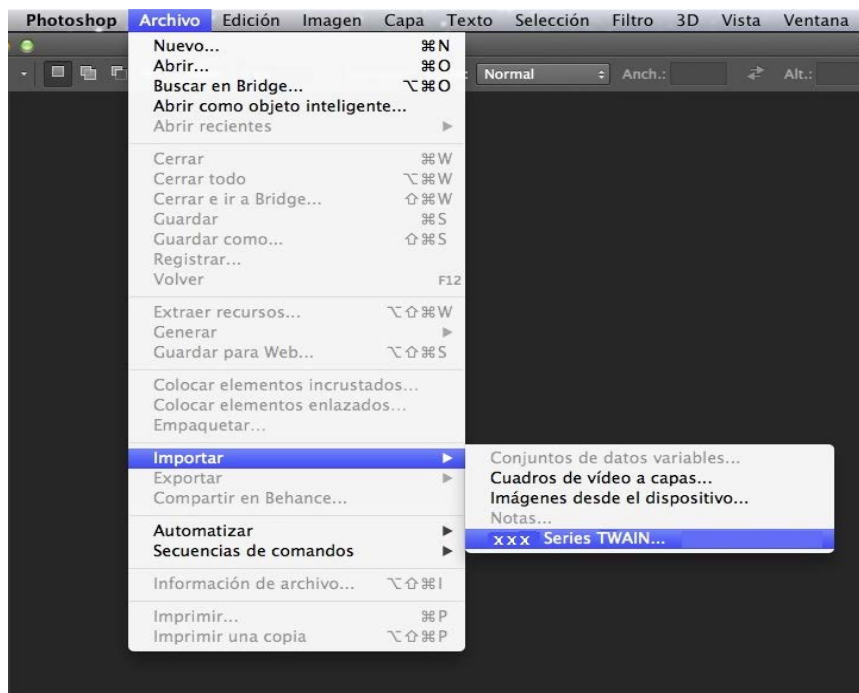 Photoshop Archivo Edición Imagen Capa Texto Selección Filtro 3D Vista Ventana
Nuevo... ⌘N
Abrir... ⌘O
Buscar en Bridge... ⌥⌘O
Normal Anch.: Alt.:
Abrir como objeto inteligente...
Abrir recientes
Cerrar ⌘W
Cerrar todo ⌥⌘W
Cerrar e ir a Bridge... ⇧⌘W
Guardar ⌘S
Guardar como... ⇧⌘S
Registrar...
Volver F12
Extraer recursos... ⌥⇧⌘W
Generar
Guardar para Web... ⌥⇧⌘S
Colocar elementos incrustados...
Colocar elementos enlazados...
Empaquetar...
Importar
Exportar
Compartir en Behance...
Automatizar
Secuencias de comandos
Información de archivo... ⌥⇧⌘I
Imprimir... ⌘P
Imprimir una copia ⌥⇧⌘P
Conjuntos de datos variables...
Cuadros de vídeo a capas...
Imágenes desde el dispositivo...
Notas...
xxx Series TWAIN...